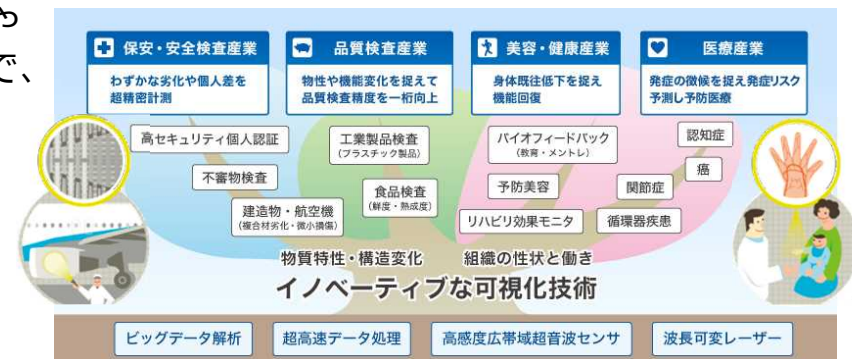 や
で、
保安・安全検査産業
わずかな劣化や個人差を
超精密計測
品質検査産業
物性や機能変化を捉えて
品質検査精度を一桁向上
美容・健康産業
身体既往低下を捉え
機能回復
医療産業
発症の徴候を捉え発症リスク
予測し予防医療
高セキュリティ個人認証
不審物検査
建造物・航空機
(複合材劣化・微小損傷)
工業製品検査
(プラスチック製品)
食品検査
(鮮度・熟成度)
バイオフィードバック
(教育・メントレ)
予防美容
リハビリ効果モニタ
認知症
癌
関節症
循環器疾患
物質特性・構造変化
組織の性状と働き
イノベーティブな可視化技術
ビッグデータ解析
超高速データ処理
高感度広帯域超音波センサ
波長可変レーザー